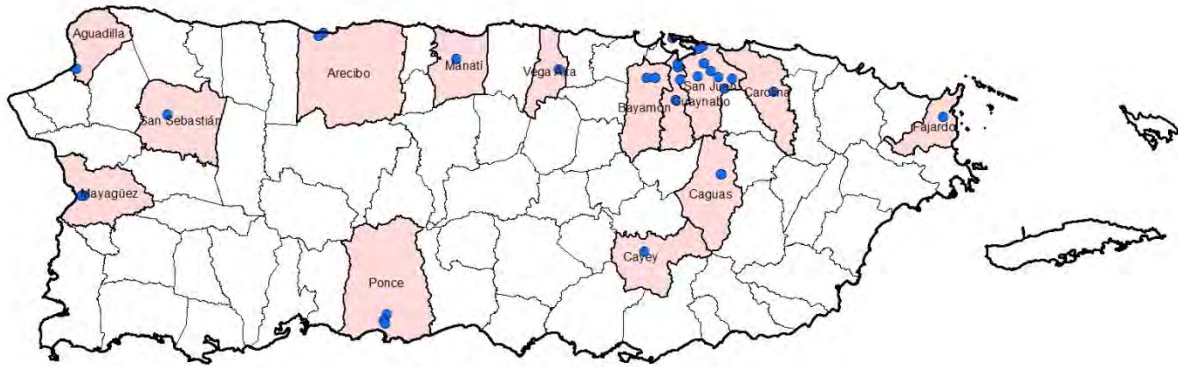 Aguadilla
Arecibo
Manatí
Vega Alta
San Juan
Carolina
Bayamón
Guaynabo
San Sebastián
Fajardo
Mayagüez
Caguas
Cayey
Ponce